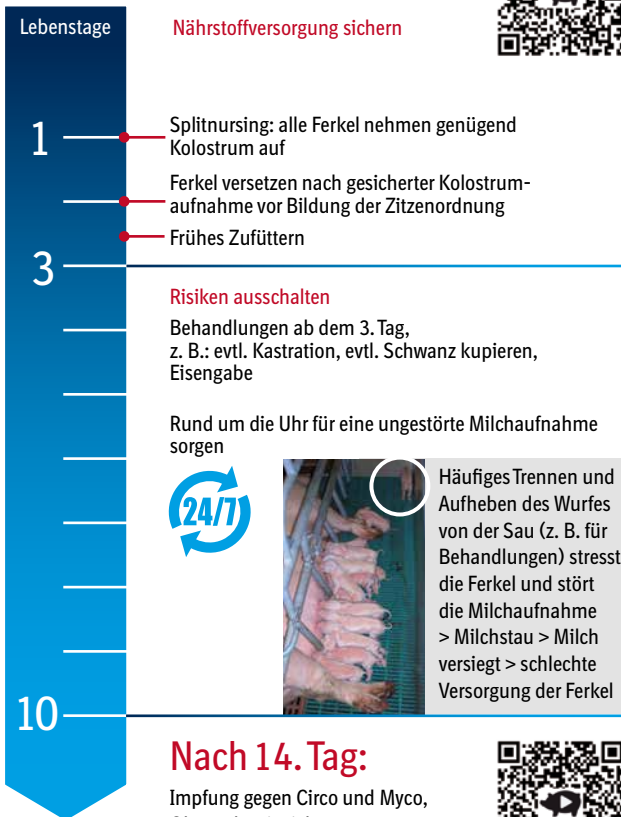 Lebenstage
Nährstoffversorgung sichern
1
Splitnursing: alle Ferkel nehmen genügend
Kolostrum auf
Ferkel versetzen nach gesicherter Kolostrum-
aufnahme vor Bildung der Zitzenordnung
Frühes Zufüttern
3
Risiken ausschalten
Behandlungen ab dem 3. Tag,
z. B.: evtl. Kastration, evtl. Schwanz kupieren,
Eisengabe
Rund um die Uhr für eine ungestörte Milchaufnahme
sorgen
24/7
Häufiges Trennen und
Aufheben des Wurfes
von der Sau (z. B. für
Behandlungen) stresst
die Ferkel und stört
die Milchaufnahme
> Milchstau > Milch
versiegt > schlechte
Versorgung der Ferkel
10
Nach 14. Tag:
Impfung gegen Circo und Myco,